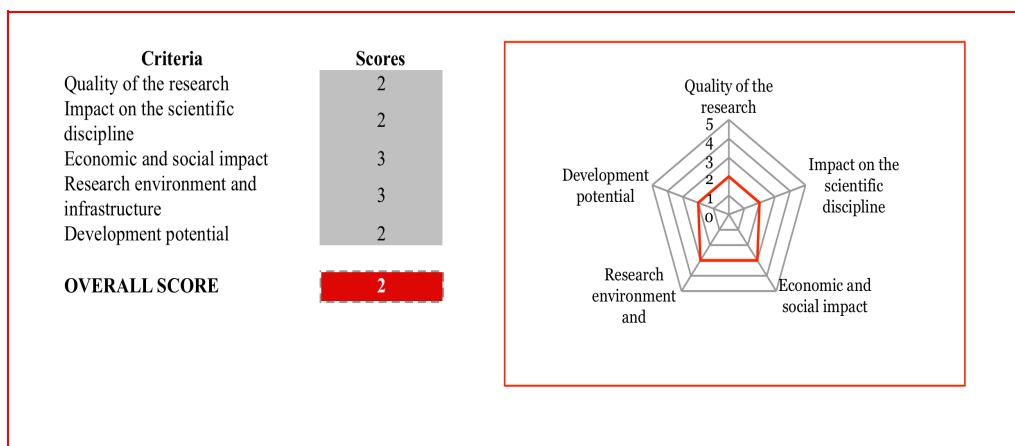 Criteria Scores
Quality of the research 2
Impact on the scientific
discipline 2
Economic and social impact 3
Research environment and
infrastructure 3
Development potential 2
OVERALL SCORE 2
Quality of the
research
5
4
3
2
1
0
Impact on the
scientific
discipline
Economic and
social impact
Research
environment
and
Development
potential